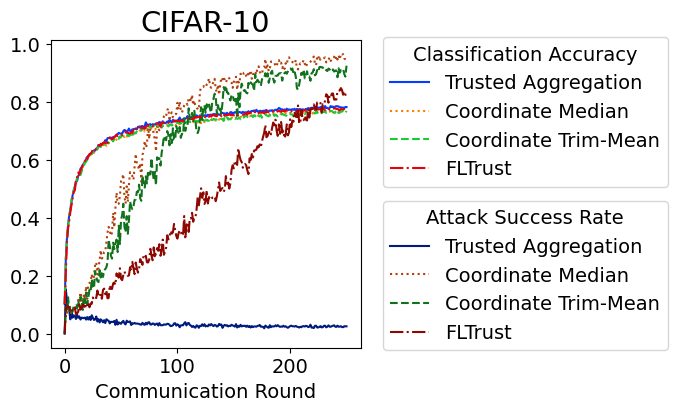 CIFAR-10
1.0
0.8
0.6
0.4
0.2
0.0
0
100
200
Communication Round
Classification Accuracy
Trusted Aggregation
Coordinate Median
Coordinate Trim-Mean
FLTrust
Attack Success Rate
Trusted Aggregation
Coordinate Median
Coordinate Trim-Mean
FLTrust